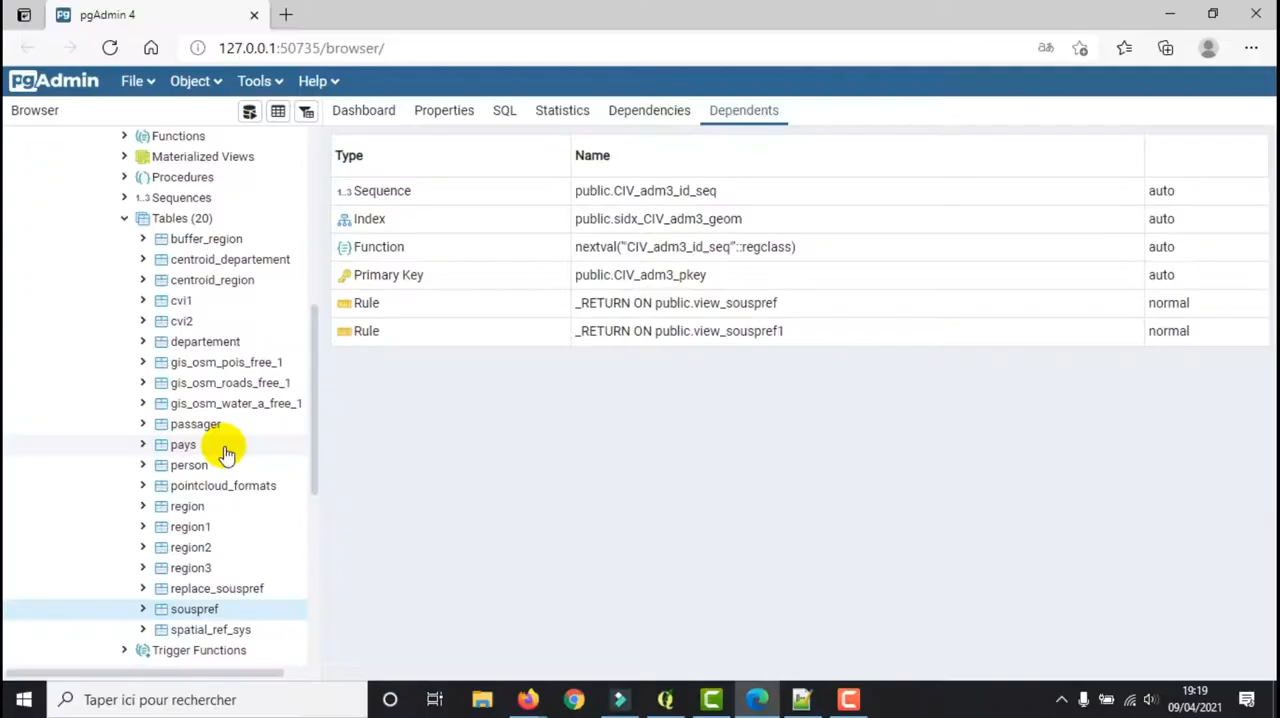 pgAdmin 4
127.0.0.1:50735/browser/
pgAdmin File Object Tools Help
Browser Dashboard Properties SQL Statistics Dependencies Dependents
Functions
Materialized Views
Procedures
1..3 Sequences
Tables (20)
buffer_region
centroid_departement
centroid_region
cvi1
cvi2
departement
gis_osm_pois_free_1
gis_osm_roads_free_1
gis_osm_water_a_free_1
passager
pays
person
pointcloud_formats
region
region1
region2
region3
replace_souspref
souspref
spatial_ref_sys
Trigger Functions
Type Name
1..3 Sequence public.CIV_adm3_id_seq auto
Index public.sidx_CIV_adm3_geom auto
Function nextval("CIV_adm3_id_seq"::regclass) auto
Primary Key public.CIV_adm3_pkey auto
Rule _RETURN ON public.view_souspref normal
Rule _RETURN ON public.view_souspref1 normal
Taper ici pour rechercher
19:19
09/04/2021